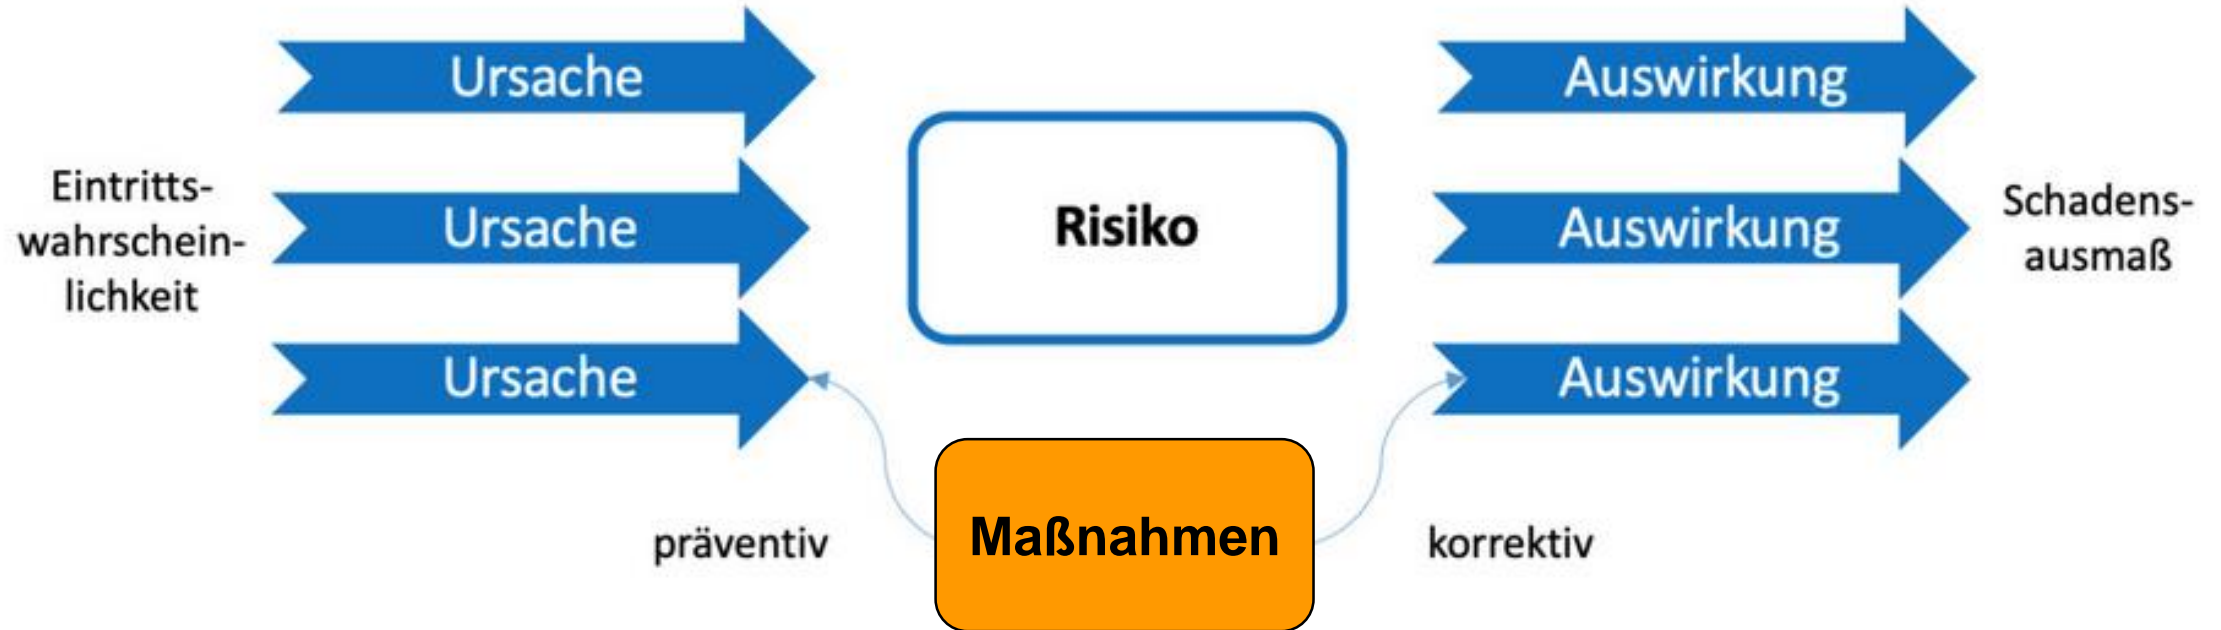 Ursache
Auswirkung
Eintritts-
wahrschein-
lichkeit
Ursache
Risiko
Auswirkung
Schadens-
ausmaß
Ursache
Auswirkung
präventiv
Maßnahmen
korrektiv